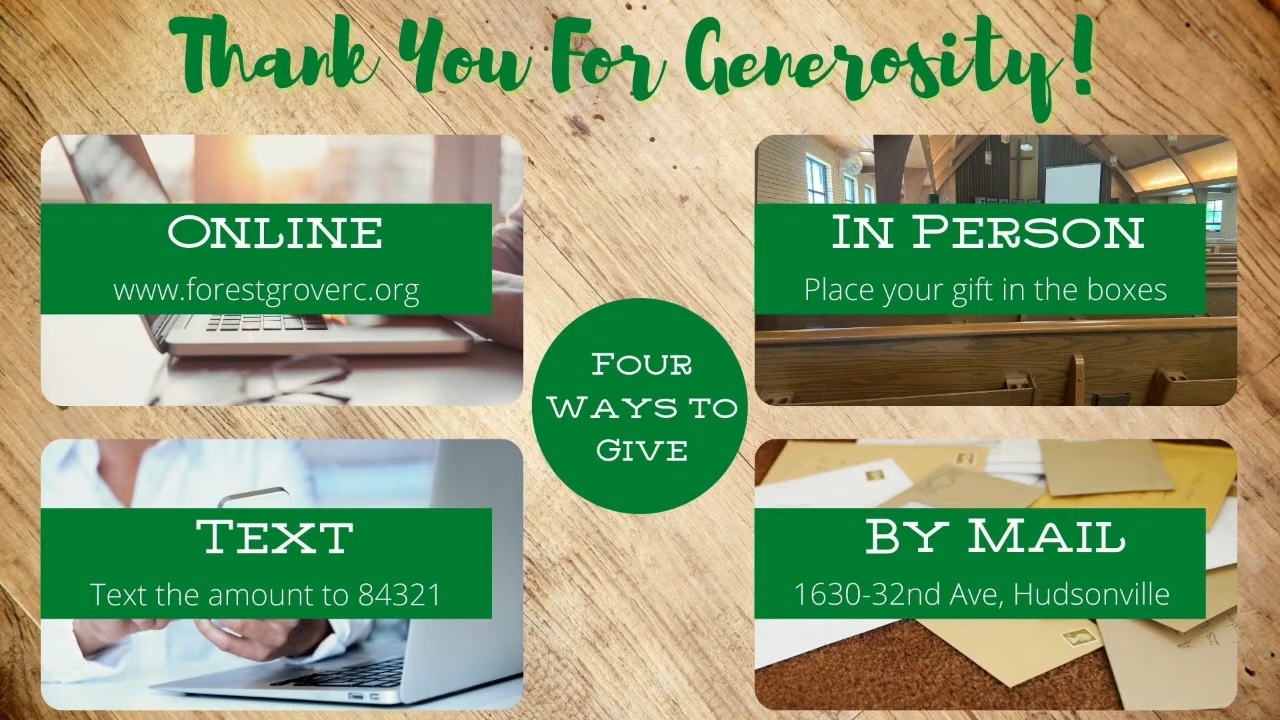 Thank You For Generosity!
Online
www.forestgroverc.org
In Person
Place your gift in the boxes
Four
Ways to
Give
Text
Text the amount to 84321
By Mail
1630-32nd Ave, Hudsonville